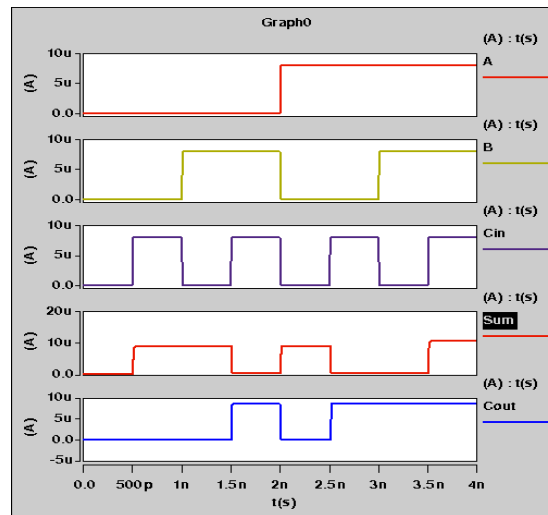 Graph0
(A) : t(s)
10u
A
5u
(A)
0.0
(A) : t(s)
10u
B
5u
(A)
0.0
(A) : t(s)
10u
Cin
5u
(A)
0.0
(A) : t(s)
20u
Sum
10u
(A)
0.0
(A) : t(s)
10u
Cout
0.0
(A)
-5u
0.0 500p 1n 1.5n 2n 2.5n 3n 3.5n 4n
t(s)